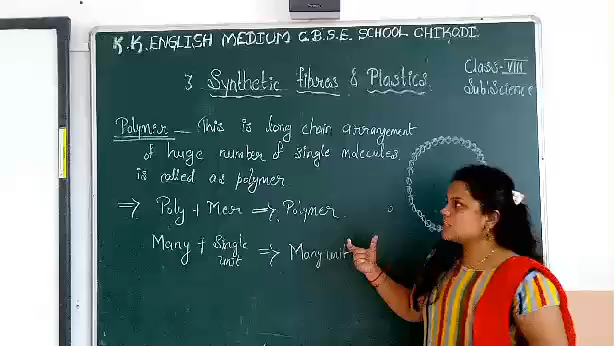 K.K. ENGLISH MEDIUM C.B.S.E. SCHOOL CHIKODI.
3 Synthetic fibres & Plastics
Class-VIII
Sub:Science
Polymer - This is long chain arrangement
of huge number of single molecules
is called as polymer
⇒ Poly + Mer ⇒ Polymer.
Many + Single unit ⇒ Many unit